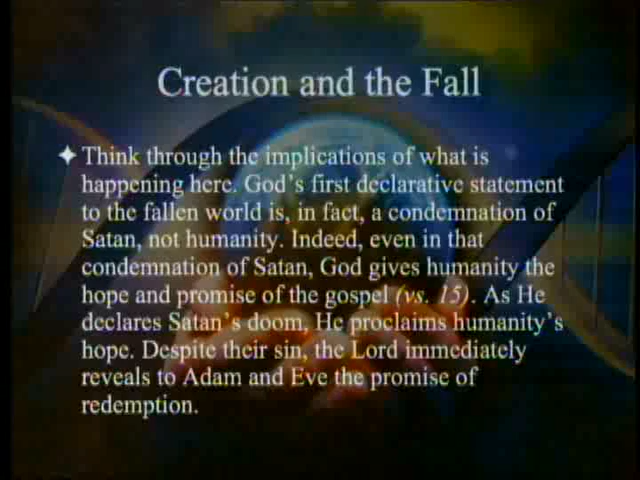 Creation and the Fall
Think through the implications of what is
happening here. God's first declarative statement
to the fallen world is, in fact, a condemnation of
Satan, not humanity. Indeed, even in that
condemnation of Satan, God gives humanity the
hope and promise of the gospel (vs. 15). As He
declares Satan's doom, He proclaims humanity's
hope. Despite their sin, the Lord immediately
reveals to Adam and Eve the promise of
redemption.